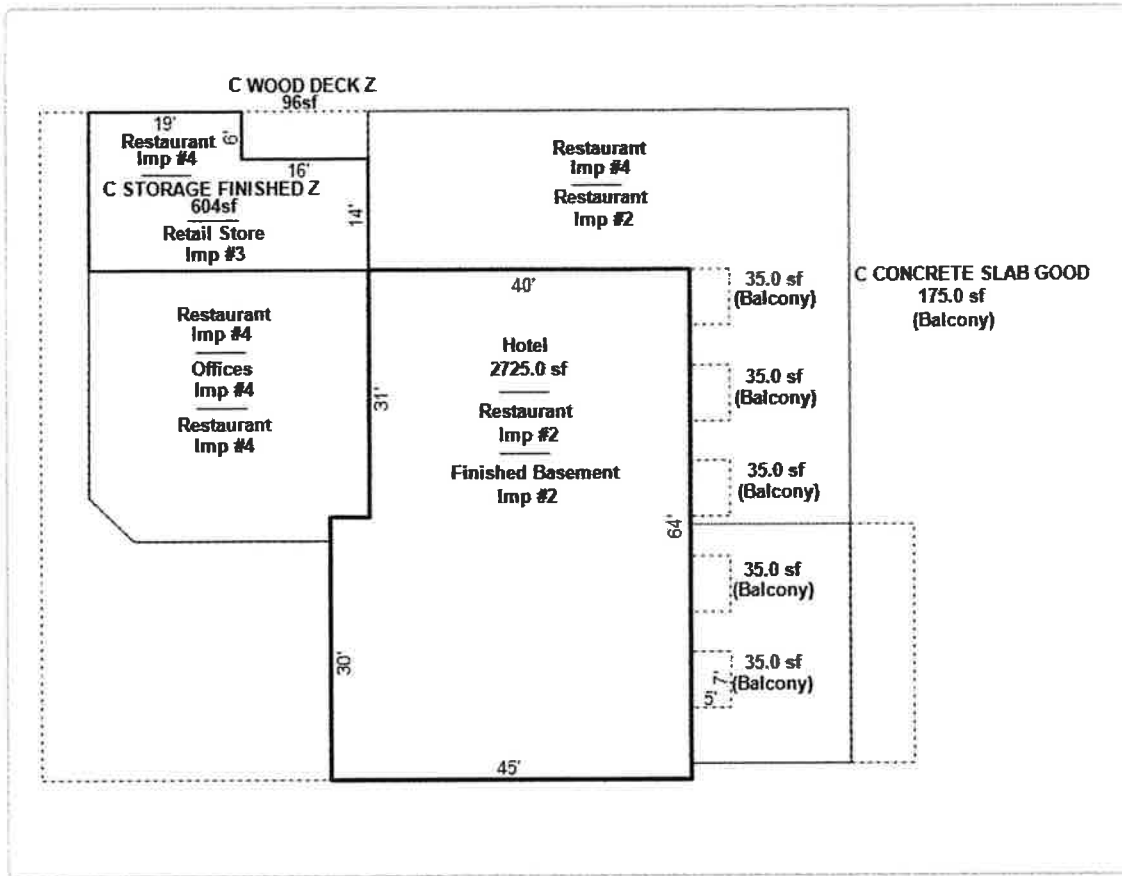 C WOOD DECK Z
96sf
19'
6'
Restaurant
Imp #4
16'
C STORAGE FINISHED Z
604sf
14'
Retail Store
Imp #3
Restaurant
Imp #4
Restaurant
Imp #2
40'
35.0 sf
(Balcony)
C CONCRETE SLAB GOOD
175.0 sf
(Balcony)
Restaurant
Imp #4
Offices
Imp #4
Restaurant
Imp #4
31'
Hotel
2725.0 sf
Restaurant
Imp #2
Finished Basement
Imp #2
35.0 sf
(Balcony)
35.0 sf
(Balcony)
64'
35.0 sf
(Balcony)
30'
35.0 sf
(Balcony)
5'
7'
45'